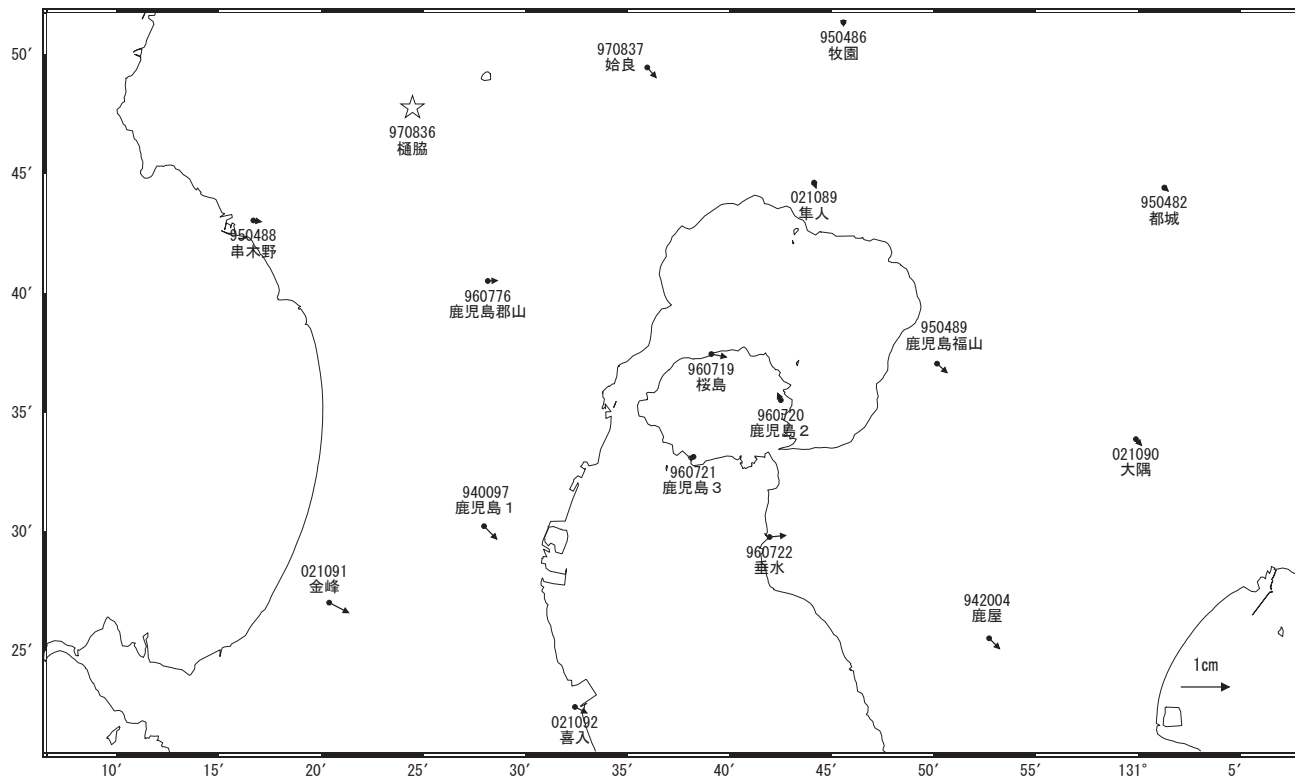 50′
45′
40′
35′
30′
25′
970837
姶良
950486
牧園
970836
樋脇
021089
隼人
950482
都城
950488
串木野
960776
鹿児島郡山
950489
鹿児島福山
960719
桜島
960720
鹿児島２
960721
鹿児島３
021090
大隅
940097
鹿児島１
960722
垂水
021091
金峰
942004
鹿屋
021092
喜入
1cm
10′
15′
20′
25′
30′
35′
40′
45′
50′
55′
131°
5′